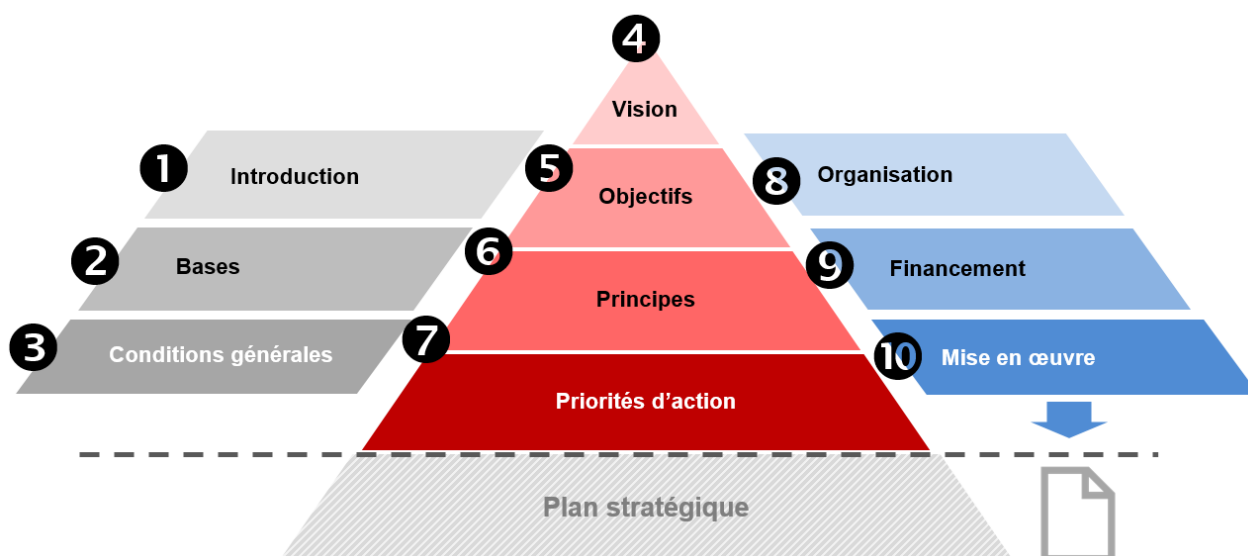 1
Introduction
2
Bases
3
Conditions générales
4
Vision
5
Objectifs
6
Principes
7
Priorités d’action
8
Organisation
9
Financement
10
Mise en œuvre
Plan stratégique